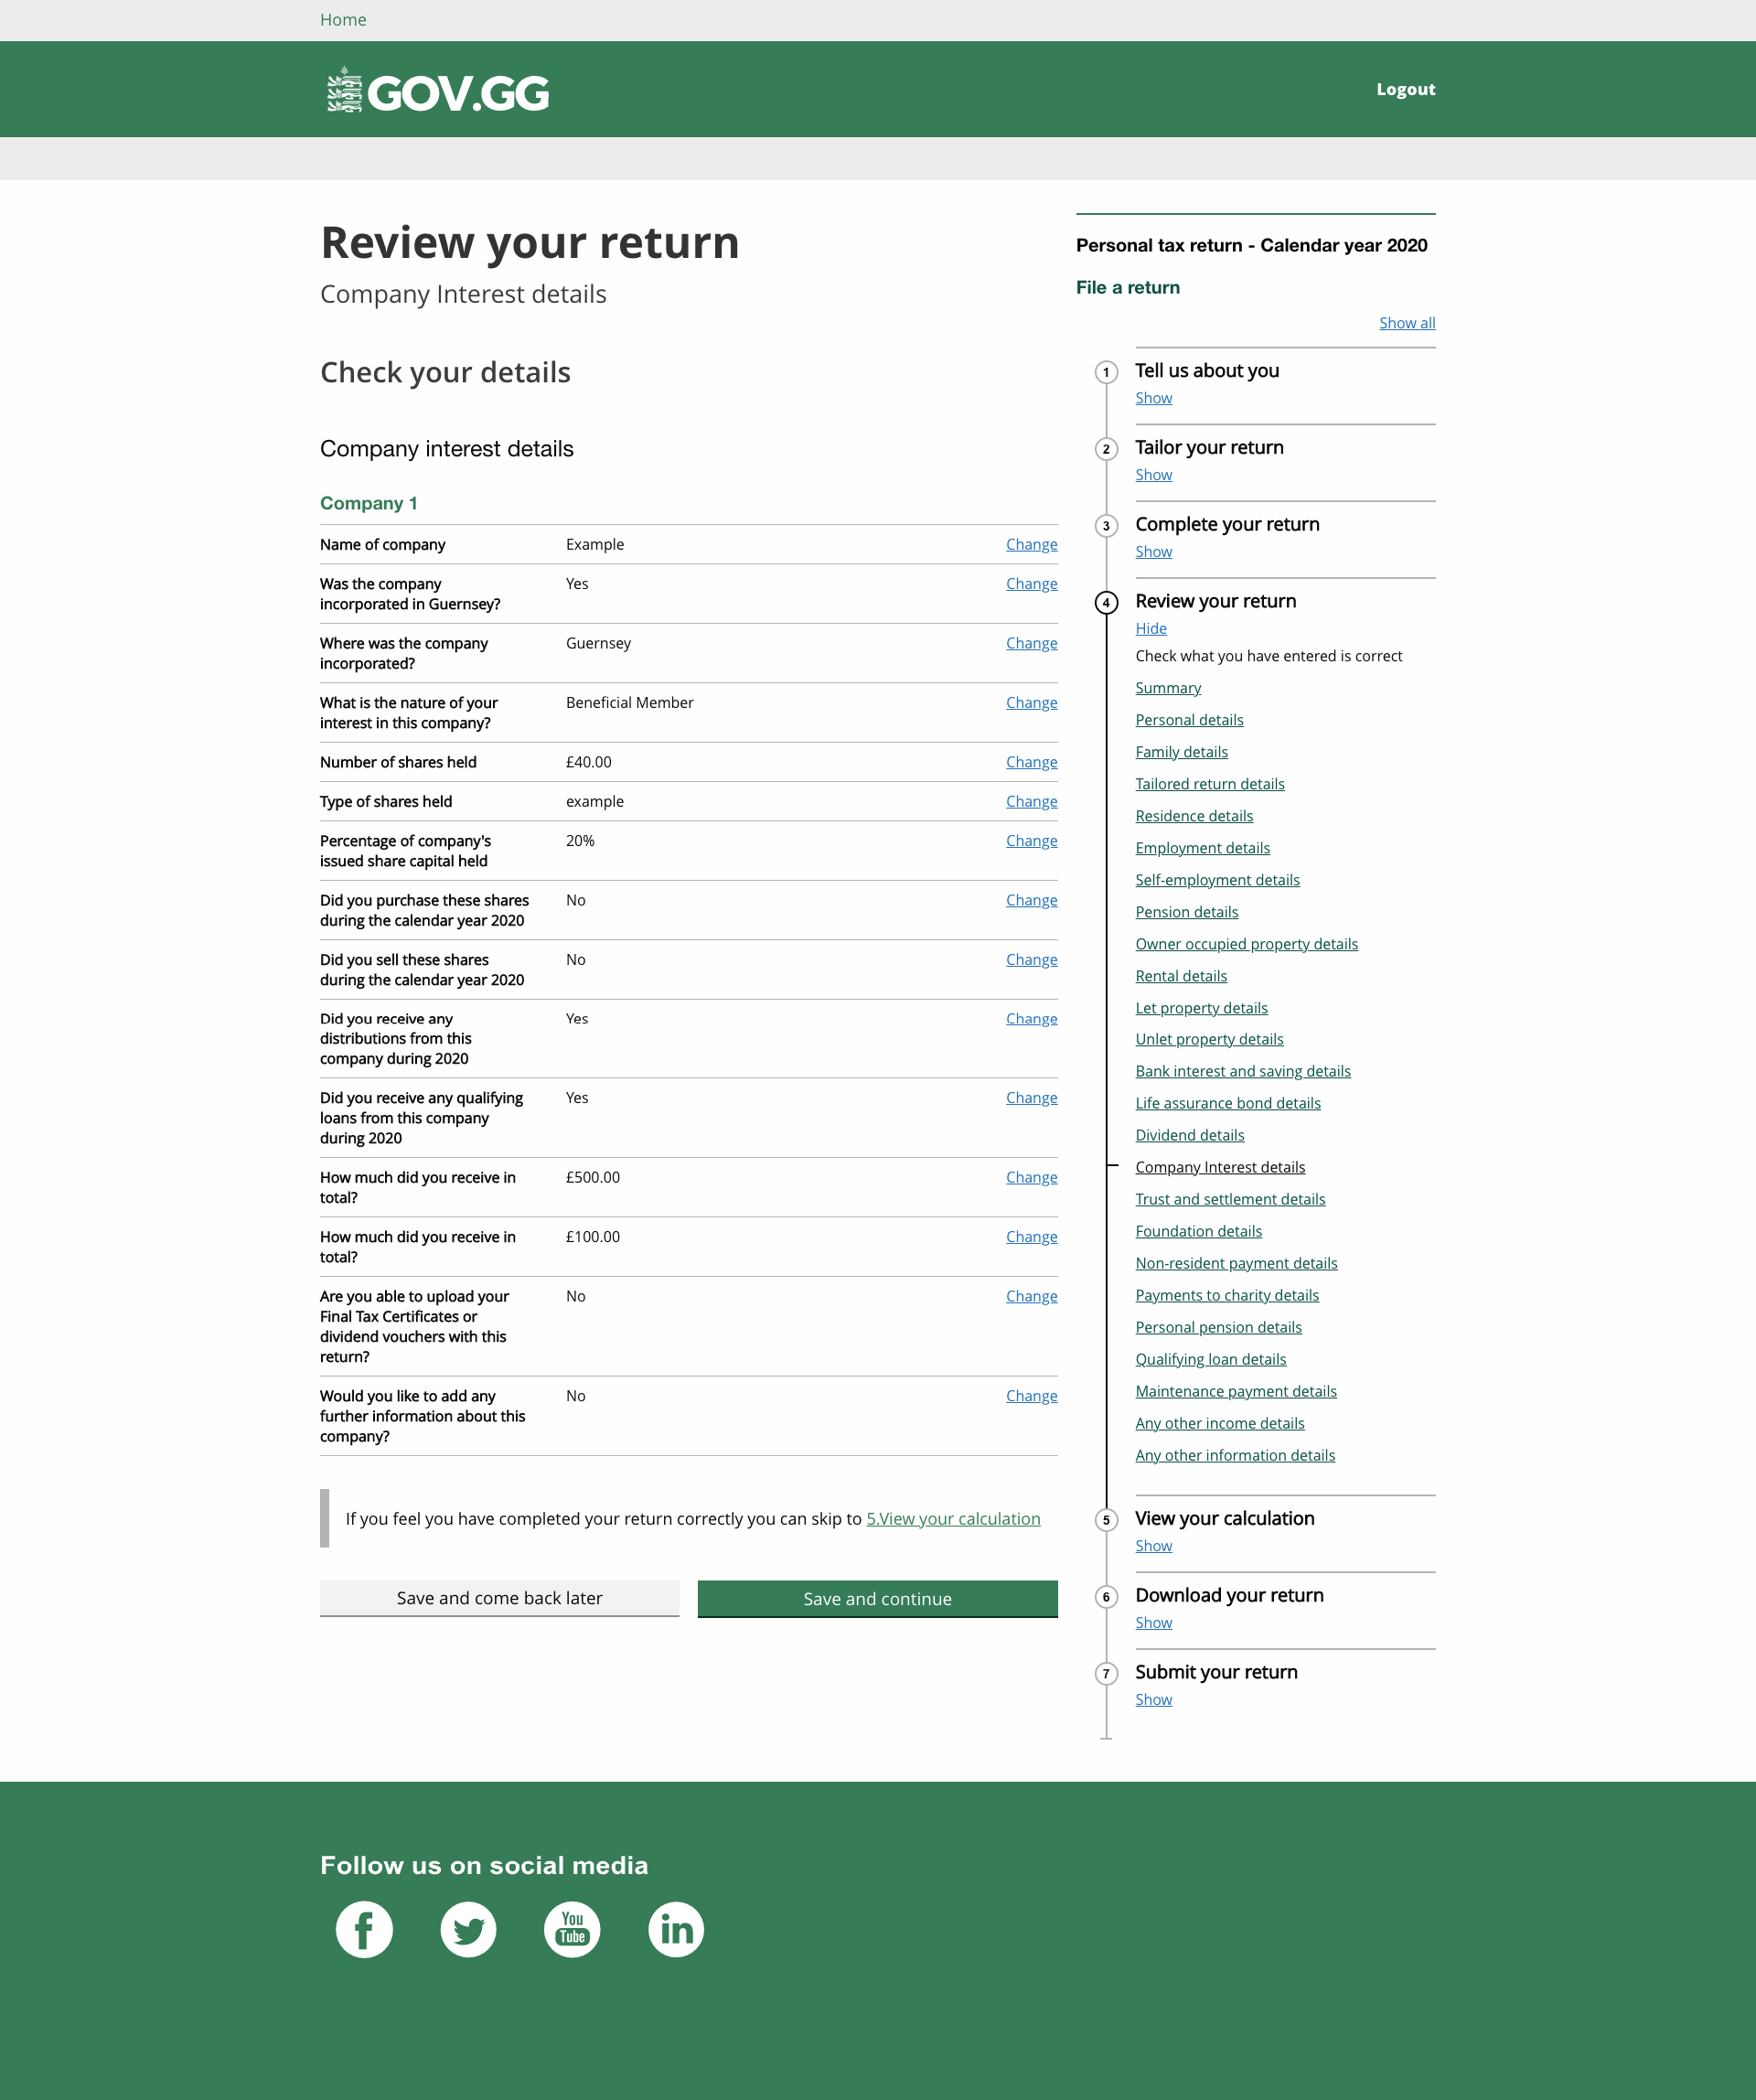 Home
GOV.GG
Logout
Review your return
Company Interest details
Check your details
Company interest details
Company 1
Name of company Example Change
Was the company Yes Change
incorporated in Guernsey?
Where was the company Guernsey Change
incorporated?
What is the nature of your Beneficial Member Change
interest in this company?
Number of shares held £40.00 Change
Type of shares held example Change
Percentage of company's 20% Change
issued share capital held
Did you purchase these shares No Change
during the calendar year 2020
Did you sell these shares No Change
during the calendar year 2020
Did you receive any Yes Change
distributions from this
company during 2020
Did you receive any qualifying Yes Change
loans from this company
during 2020
How much did you receive in £500.00 Change
total?
How much did you receive in £100.00 Change
total?
Are you able to upload your No Change
Final Tax Certificates or
dividend vouchers with this
return?
Would you like to add any No Change
further information about this
company?
If you feel you have completed your return correctly you can skip to 5.View your calculation
Save and come back later
Save and continue
Personal tax return - Calendar year 2020
File a return
Show all
1 Tell us about you
Show
2 Tailor your return
Show
3 Complete your return
Show
4 Review your return
Hide
Check what you have entered is correct
Summary
Personal details
Family details
Tailored return details
Residence details
Employment details
Self-employment details
Pension details
Owner occupied property details
Rental details
Let property details
Unlet property details
Bank interest and saving details
Life assurance bond details
Dividend details
Company Interest details
Trust and settlement details
Foundation details
Non-resident payment details
Payments to charity details
Personal pension details
Qualifying loan details
Maintenance payment details
Any other income details
Any other information details
5 View your calculation
Show
6 Download your return
Show
7 Submit your return
Show
Follow us on social media
f
You
Tube
in